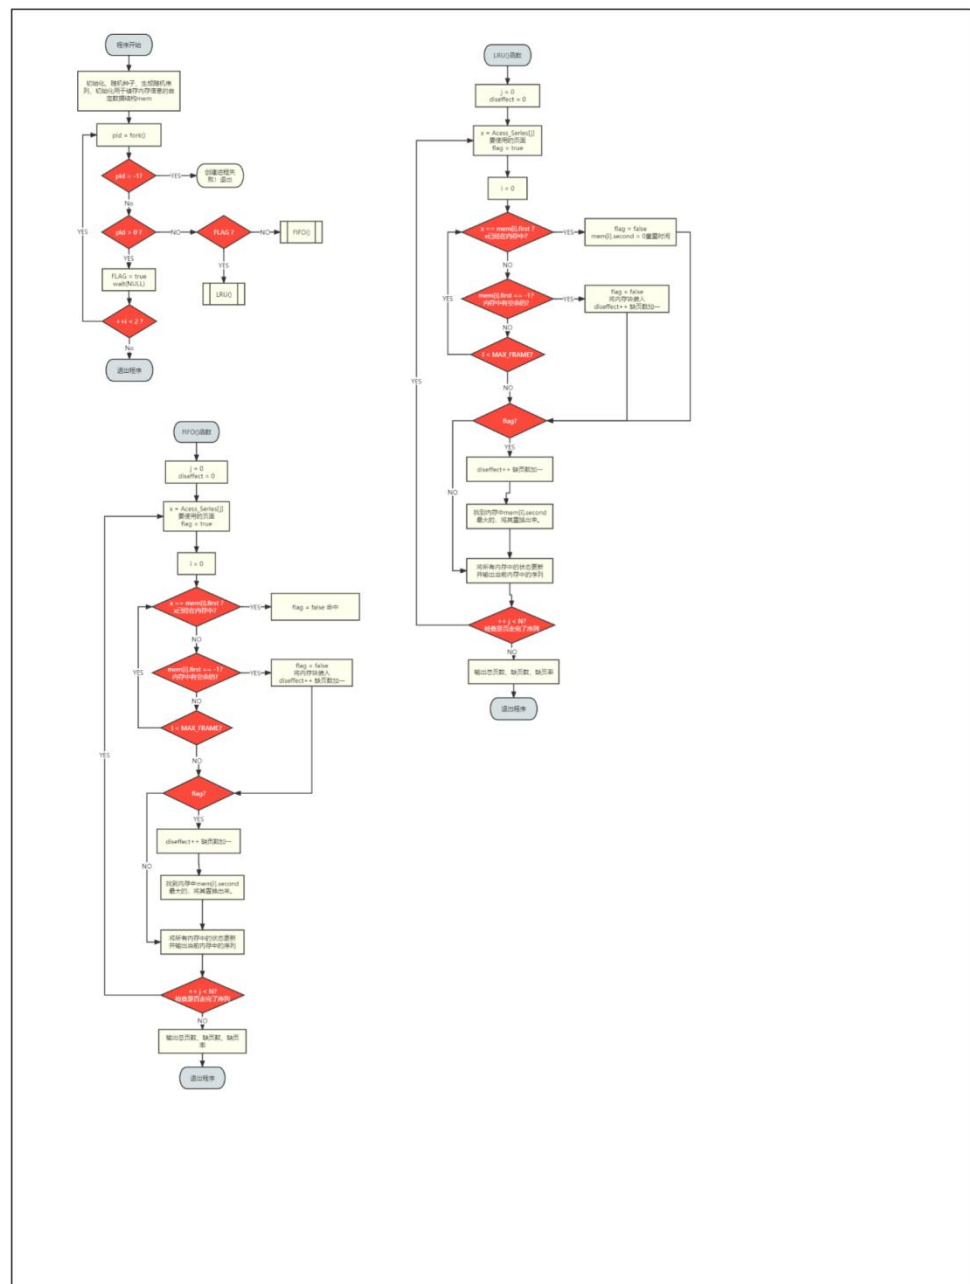 程序开始
初始化、随机种子、生成随机序
列、初始化用于储存内存信息的自
定数据结构mem
pid = fork()
pid = -1?
YES
创建进程失
败！退出
No
pid > 0 ?
NO
FLAG ?
NO
FIFO()
YES
YES
YES
FLAG = true
wait(NULL)
LRU()
++i < 2 ?
No
退出程序
LRU()函数
j = 0
diseffect = 0
x = Acess_Series[j]
要使用的页面
flag = true
i = 0
x == mem[i].first ?
x已经在内存中?
YES
flag = false
mem[i].second = 0重置时间
NO
mem[i].first == -1?
内存中有空余的?
YES
flag = false
将内存块装入
diseffect++ 缺页数加一
YES
NO
i < MAX_FRAME?
YES
NO
flag?
YES
diseffect++ 缺页数加一
NO
找到内存中mem[i].second
最大的、将其置换出来。
将所有内存中的状态更新
并输出当前内存中的序列
++ j < N?
检查是否走完了序列
NO
输出总页数、缺页数、缺页率
退出程序
FIFO()函数
j = 0
diseffect = 0
x = Acess_Series[j]
要使用的页面
flag = true
i = 0
x == mem[i].first ?
x已经在内存中?
YES
flag = false 命中
NO
mem[i].first == -1?
内存中有空余的?
YES
flag = false
将内存块装入
diseffect++ 缺页数加一
YES
NO
i < MAX_FRAME?
YES
NO
flag?
YES
diseffect++ 缺页数加一
NO
找到内存中mem[i].second
最大的、将其置换出来。
将所有内存中的状态更新
并输出当前内存中的序列
++ j < N?
检查是否走完了序列
NO
输出总页数、缺页数、缺页
率
退出程序